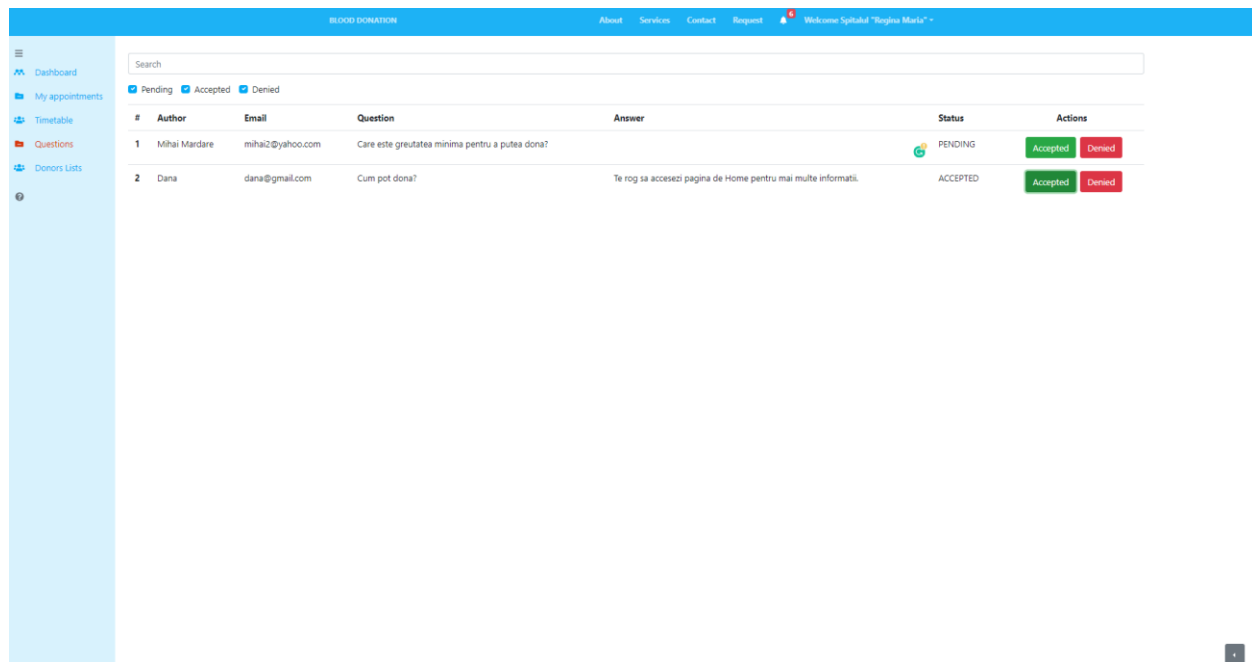 BLOOD DONATION About Services Contact Request 6 Welcome Spitalul "Regina Maria"
Dashboard
My appointments
Timetable
Questions
Donors Lists
Search
Pending Accepted Denied
# Author Email Question Answer Status Actions
1 Mihai Mardare mihai2@yahoo.com Care este greutatea minima pentru a putea dona? PENDING Accepted Denied
2 Dana dana@gmail.com Cum pot dona? Te rog sa accesezi pagina de Home pentru mai multe informatii. ACCEPTED Accepted Denied